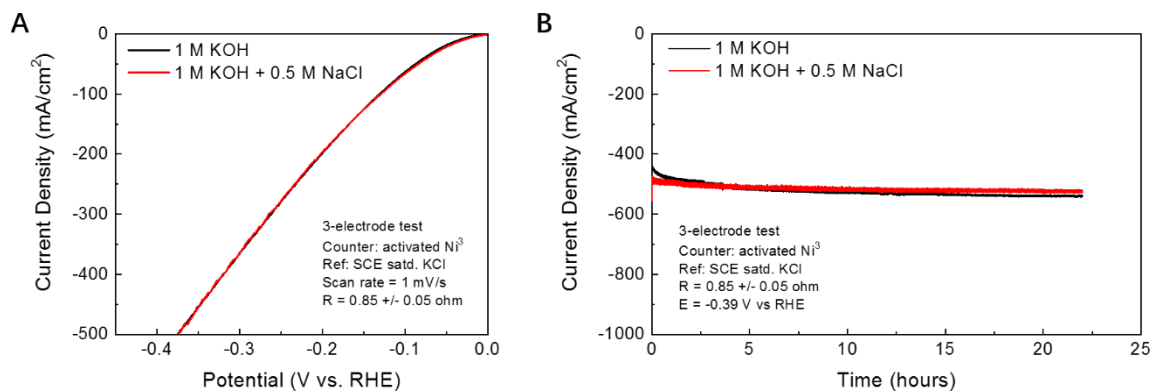 A
1 M KOH
1 M KOH + 0.5 M NaCl
0
-100
-200
-300
-400
-500
Current Density (mA/cm²)
3-electrode test
Counter: activated Ni³
Ref: SCE satd. KCl
Scan rate = 1 mV/s
R = 0.85 +/- 0.05 ohm
-0.4
-0.3
-0.2
-0.1
0.0
Potential (V vs. RHE)
B
1 M KOH
1 M KOH + 0.5 M NaCl
0
-200
-400
-600
-800
-1000
Current Density (mA/cm²)
3-electrode test
Counter: activated Ni³
Ref: SCE satd. KCl
R = 0.85 +/- 0.05 ohm
E = -0.39 V vs RHE
0
5
10
15
20
25
Time (hours)